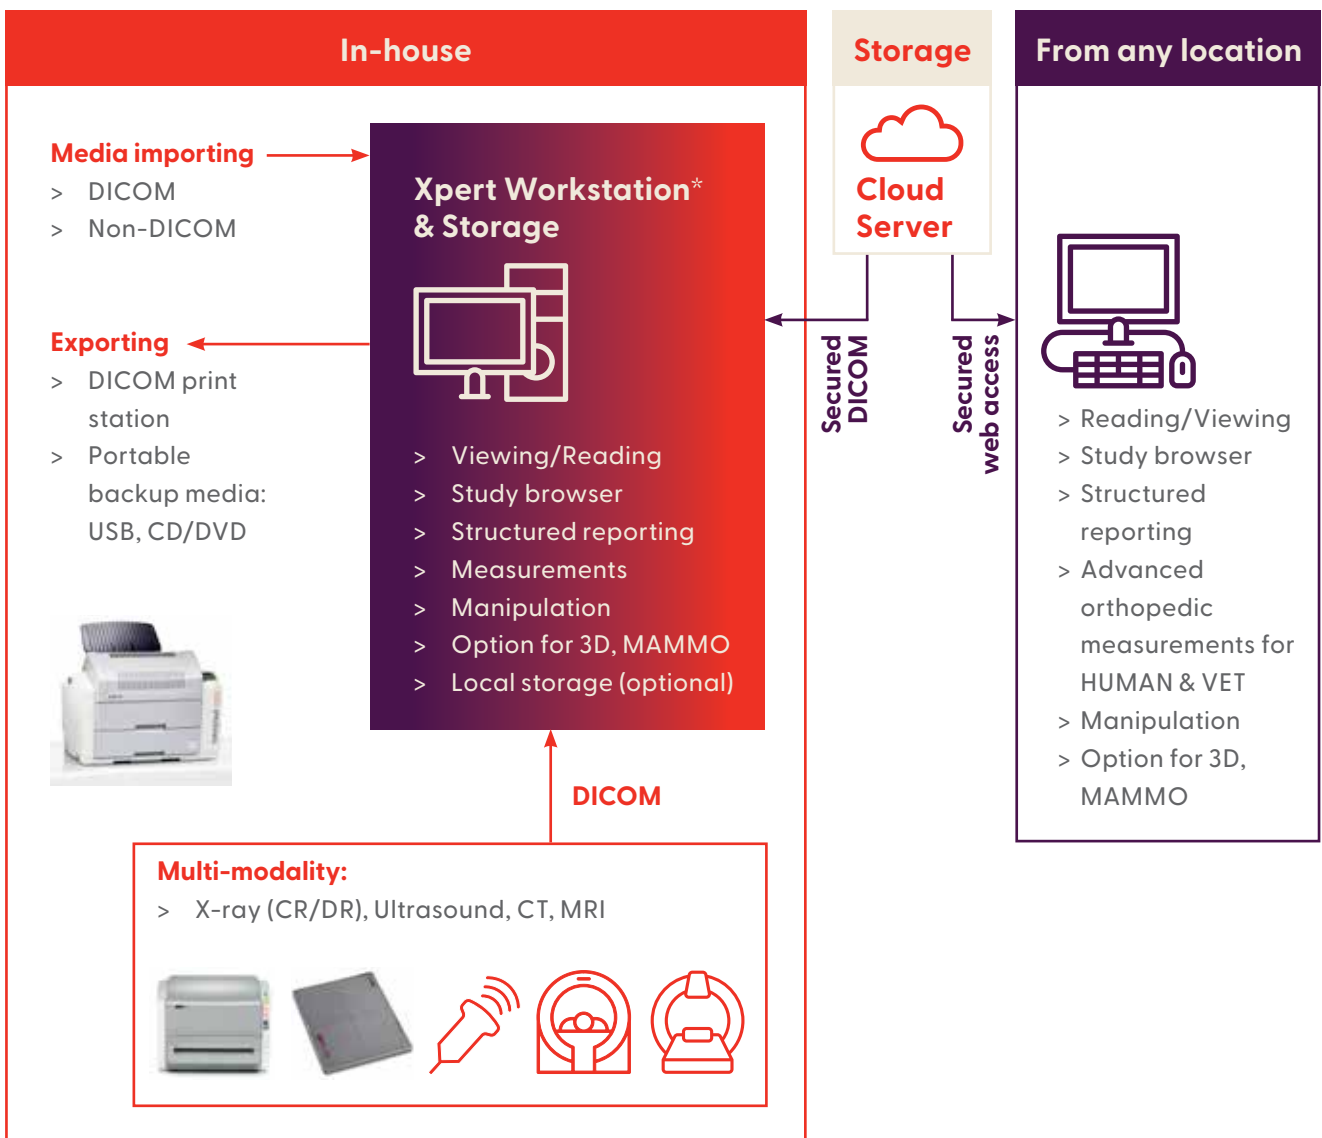 In-house
Media importing
> DICOM
> Non-DICOM
Exporting
> DICOM print
station
> Portable
backup media:
USB, CD/DVD
Xpert Workstation*
& Storage
> Viewing/Reading
> Study browser
> Structured reporting
> Measurements
> Manipulation
> Option for 3D, MAMMO
> Local storage (optional)
DICOM
Multi-modality:
> X-ray (CR/DR), Ultrasound, CT, MRI
Storage
Cloud
Server
Secured
DICOM
Secured
web access
From any location
> Reading/Viewing
> Study browser
> Structured
reporting
> Advanced
orthopedic
measurements for
HUMAN & VET
> Manipulation
> Option for 3D,
MAMMO